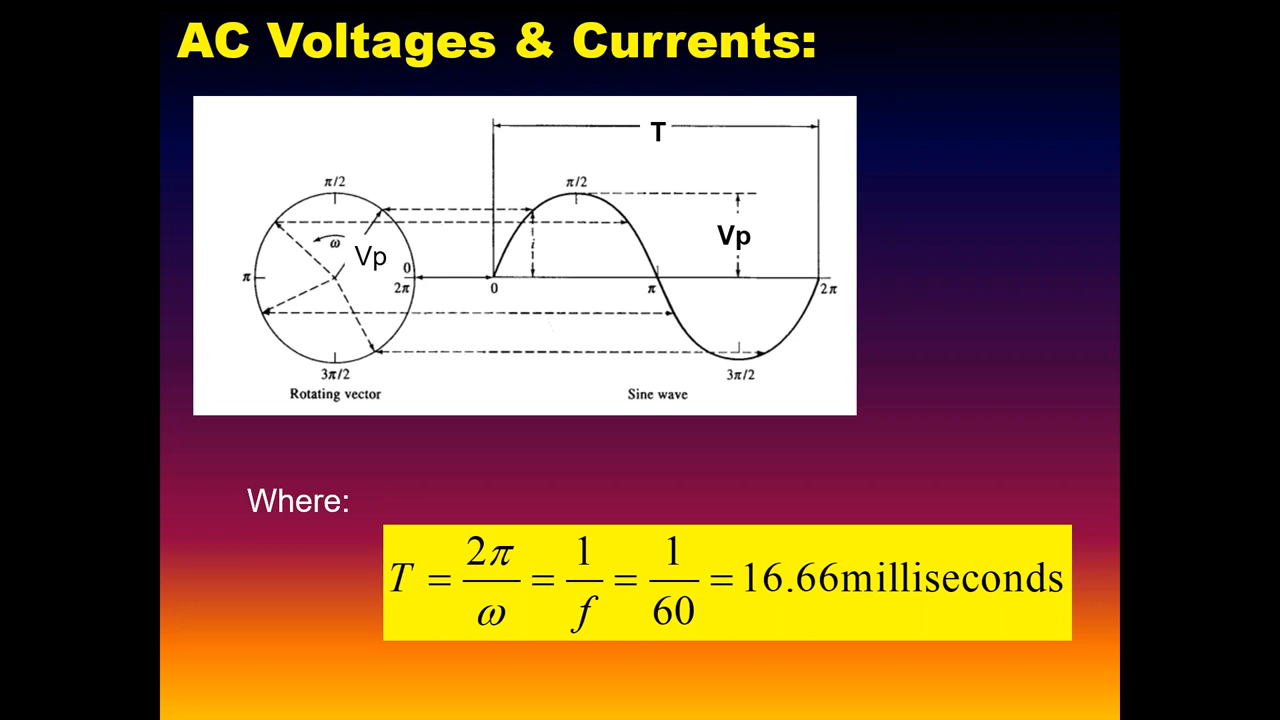 AC Voltages & Currents:
T
π/2
π/2
ω
Vp
i
Vp
π
0
2π
0
π
2π
3π/2
3π/2
Rotating vector
Sine wave
Where:
T = 2π/ω = 1/f = 1/60 = 16.66milliseconds